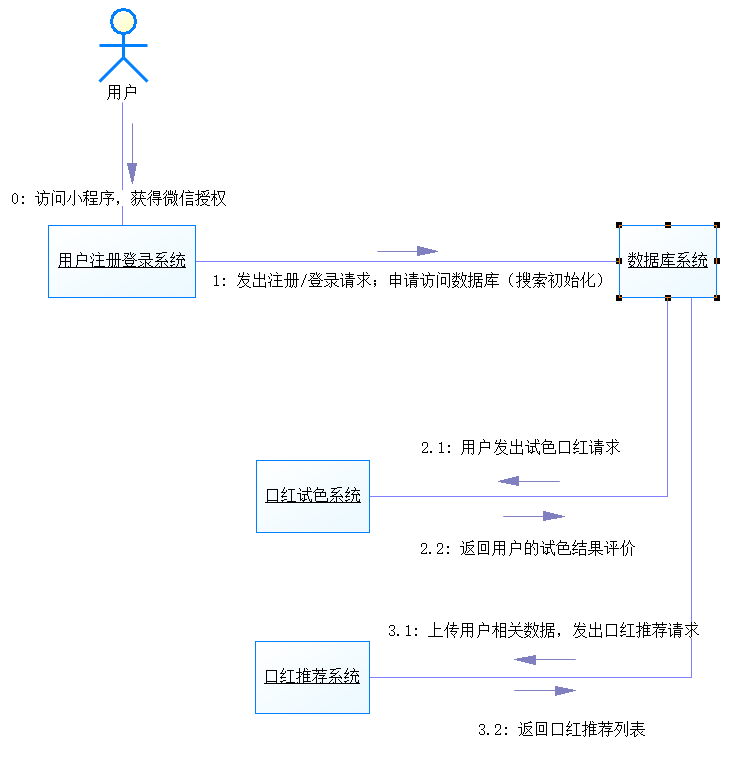 用户
0: 访问小程序，获得微信授权
用户注册登录系统
数据库系统
1: 发出注册/登录请求；申请访问数据库（搜索初始化）
2.1: 用户发出试色口红请求
口红试色系统
2.2: 返回用户的试色结果评价
3.1: 上传用户相关数据，发出口红推荐请求
口红推荐系统
3.2: 返回口红推荐列表